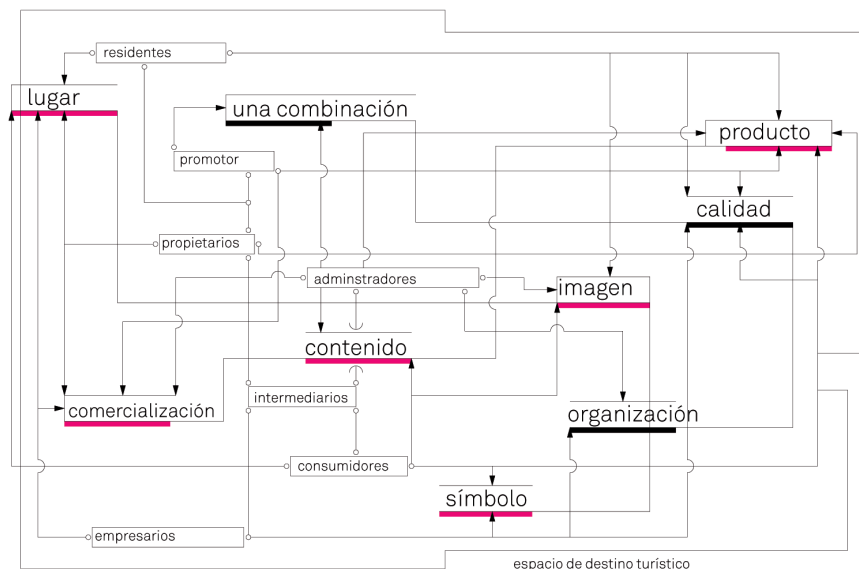 residentes
lugar
una combinación
producto
promotor
calidad
propietarios
adminstradores
imagen
contenido
intermediarios
comercialización
organización
consumidores
símbolo
empresarios
espacio de destino turístico